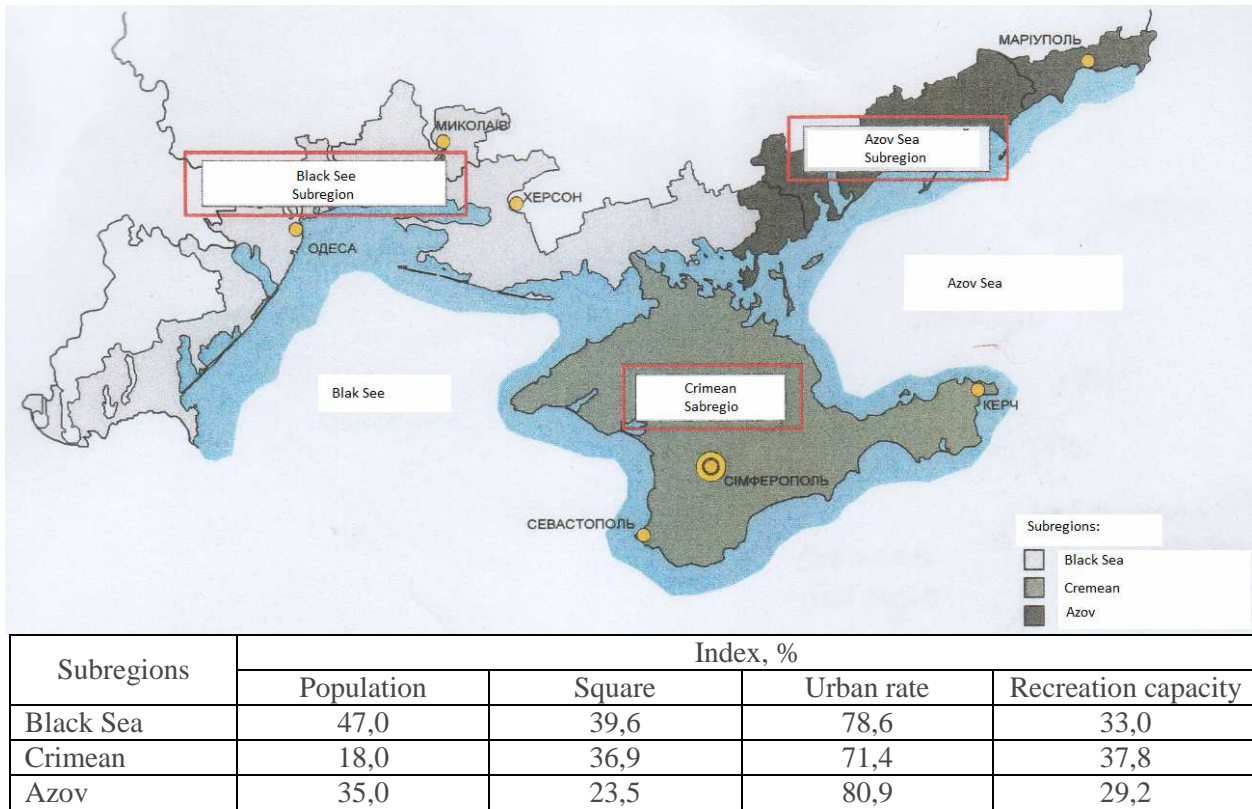 МАРІУПОЛЬ
МИКОЛАЇВ
Azov Sea
Subregion
Black See
Subregion
ХЕРСОН
ОДЕСА
Azov Sea
Blak See
Crimean
Sabregio
КЕРЧ
СІМФЕРОПОЛЬ
СЕВАСТОПОЛЬ
Subregions:
Black Sea
Cremean
Azov
Subregions Index, %
Population Square Urban rate Recreation capacity
Black Sea 47,0 39,6 78,6 33,0
Crimean 18,0 36,9 71,4 37,8
Azov 35,0 23,5 80,9 29,2